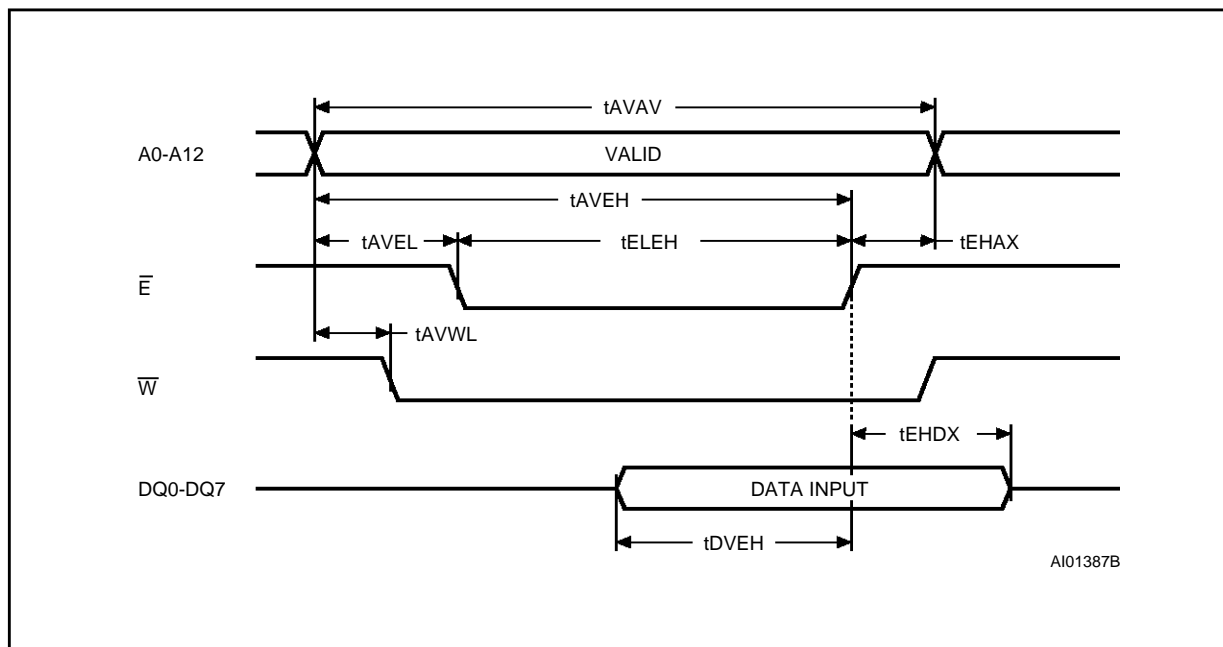 tAVAV
A0-A12
VALID
tAVEH
tAVEL
tELEH
tEHAX
E̅
tAVWL
W̅
tEHDX
DQ0-DQ7
DATA INPUT
tDVEH
AI01387B